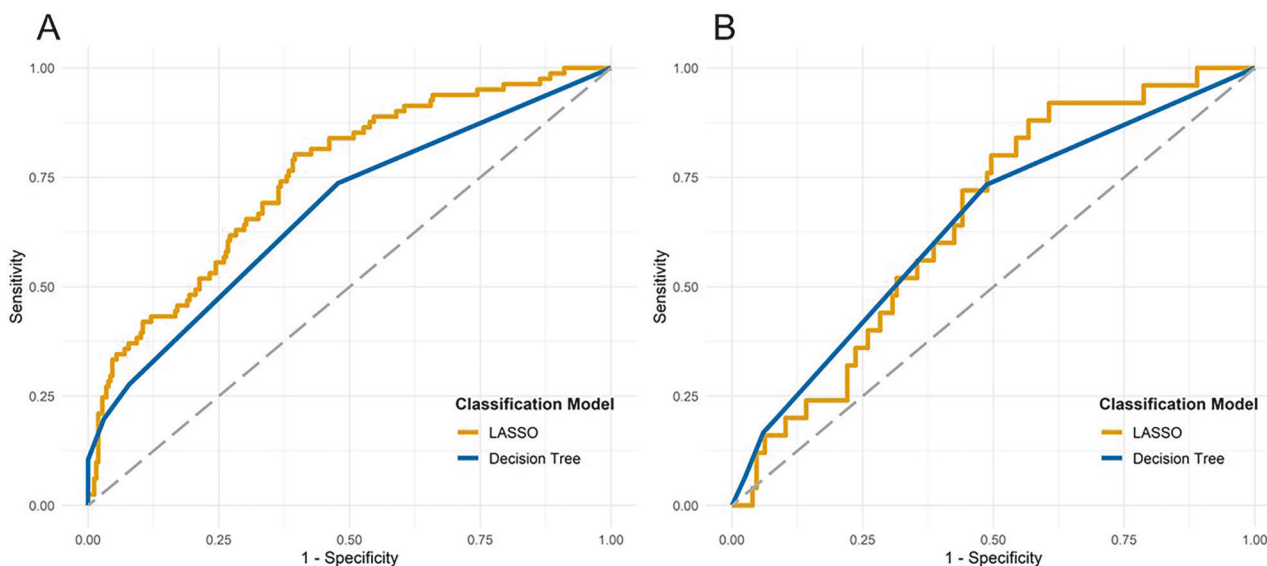 A
1.00
0.75
0.50
0.25
0.00
Sensitivity
Classification Model
LASSO
Decision Tree
0.00 0.25 0.50 0.75 1.00
1 - Specificity
B
1.00
0.75
0.50
0.25
0.00
Sensitivity
Classification Model
LASSO
Decision Tree
0.00 0.25 0.50 0.75 1.00
1 - Specificity